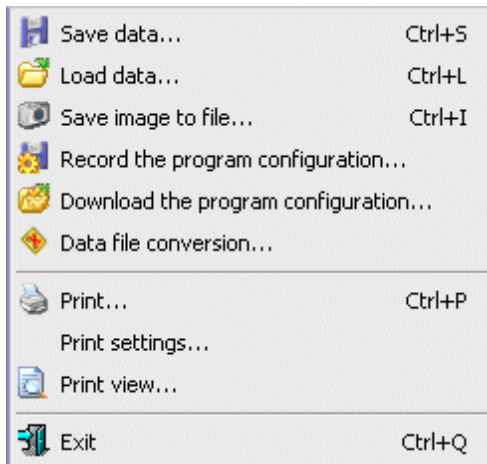 Save data... Ctrl+S
Load data... Ctrl+L
Save image to file... Ctrl+I
Record the program configuration...
Download the program configuration...
Data file conversion...
Print... Ctrl+P
Print settings...
Print view...
Exit Ctrl+Q